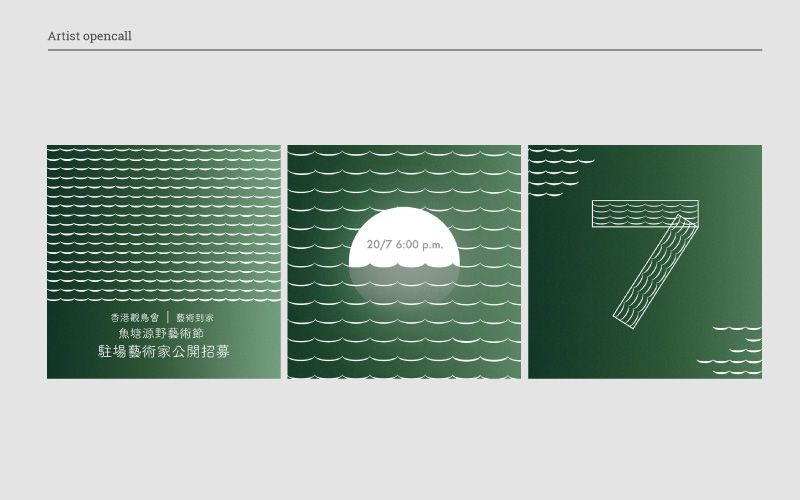 Artist opencall
香港觀鳥會 | 藝術到家
魚塘源野藝術節
駐場藝術家公開招募
20/7 6:00 p.m.
7